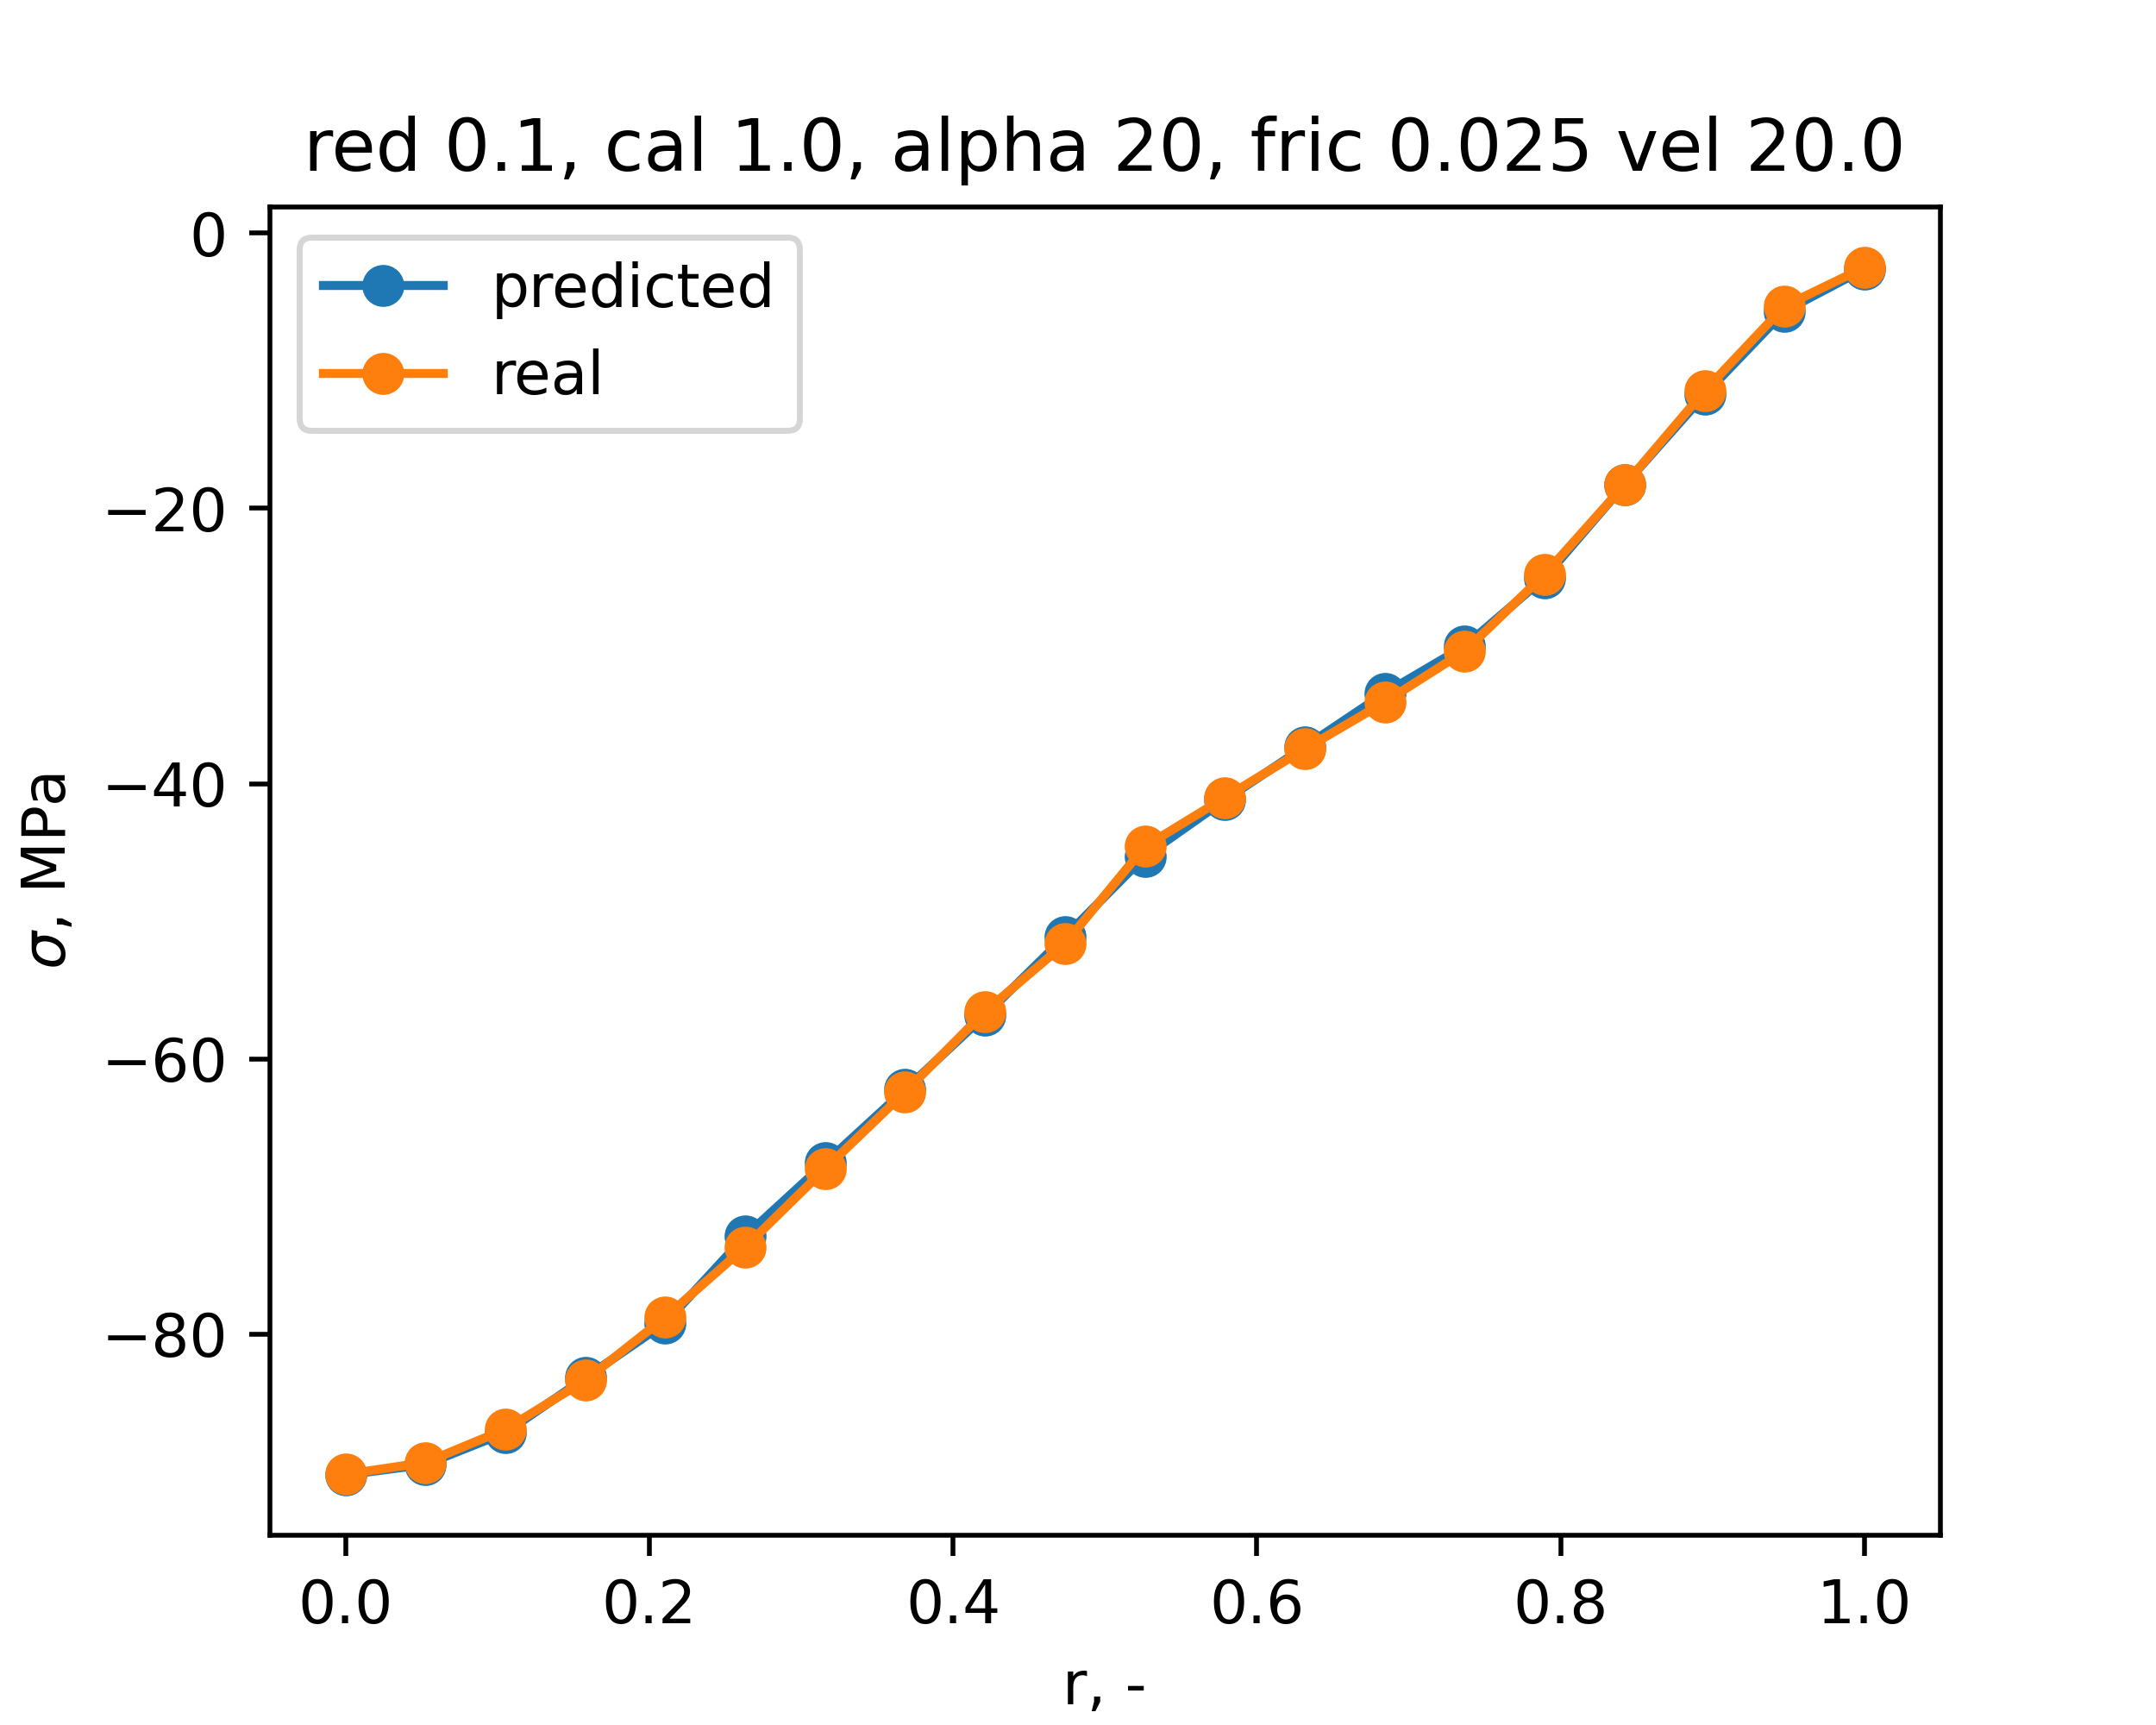 red 0.1, cal 1.0, alpha 20, fric 0.025 vel 20.0
predicted
real
0
−20
−40
−60
−80
σ, MPa
0.0 0.2 0.4 0.6 0.8 1.0
r, -